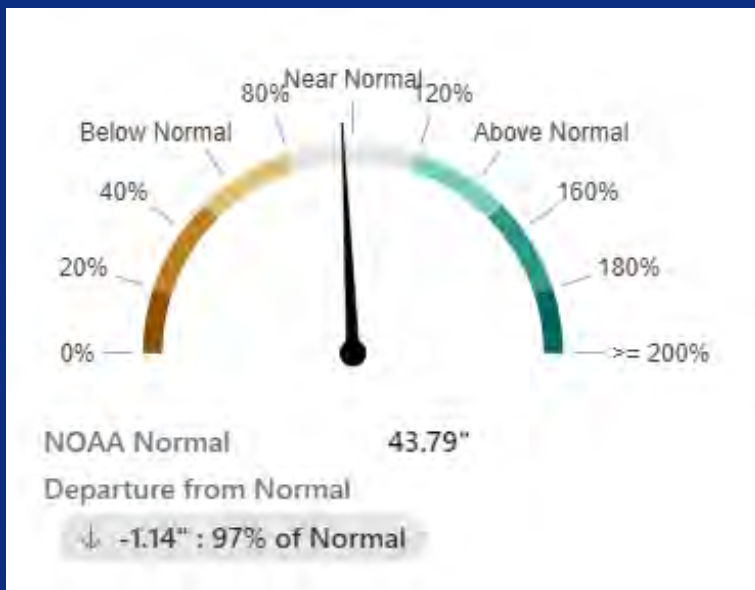 Near Normal
80%
120%
Below Normal
Above Normal
40%
160%
20%
180%
0%
>= 200%
NOAA Normal 43.79"
Departure from Normal
↓ -1.14" : 97% of Normal